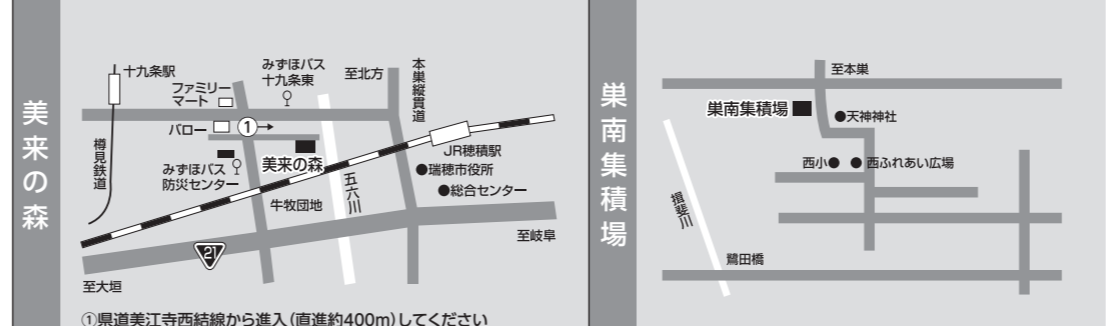 美来の森
十九条駅
ファミリー
マート
みずほバス
十九条東
至北方
本巣縦貫道
バロー
①→
樽見鉄道
みずほバス
防災センター
美来の森
JR穂積駅
●瑞穂市役所
●総合センター
牛牧団地
五六川
21
至岐阜
至大垣
①県道美江寺西結線から進入(直進約400m)してください
巣南集積場
至本巣
巣南集積場
●天神神社
西小●
●西ふれあい広場
揖斐川
鷺田橋